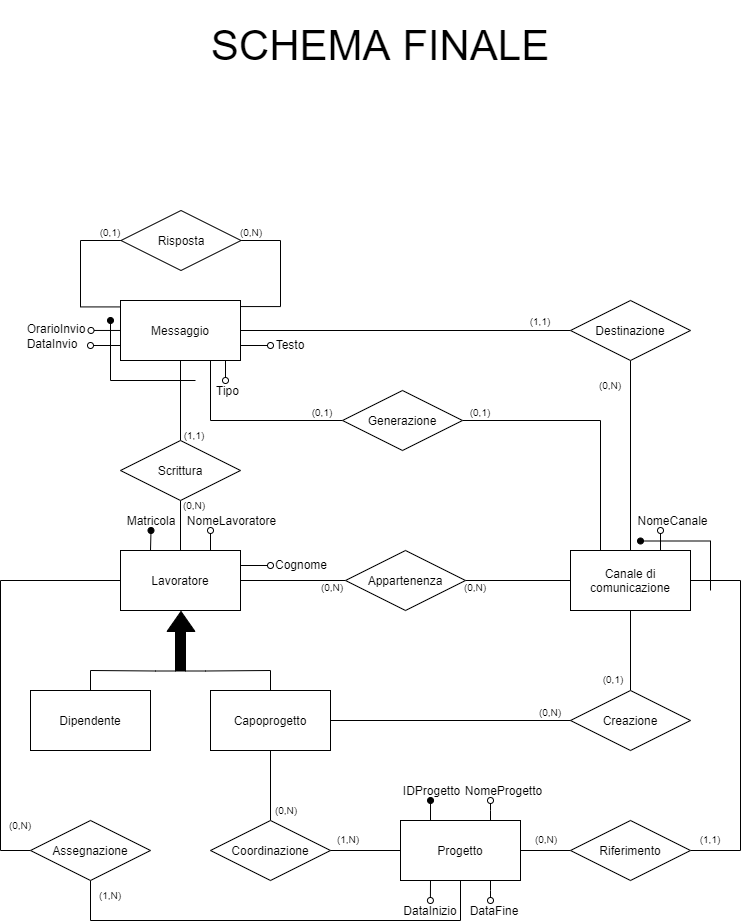 SCHEMA FINALE
(0,1)
(0,N)
Risposta
OrarioInvio
DataInvio
Messaggio
Testo
Tipo
(1,1)
Destinazione
(0,N)
(0,1)
Generazione
(0,1)
(1,1)
Scrittura
(0,N)
Matricola
NomeLavoratore
NomeCanale
Cognome
Lavoratore
(0,N)
Appartenenza
(0,N)
Canale di
comunicazione
(0,1)
Dipendente
Capoprogetto
(0,N)
Creazione
IDProgetto
NomeProgetto
(0,N)
(0,N)
Assegnazione
Coordinazione
(1,N)
Progetto
(0,N)
Riferimento
(1,1)
(1,N)
DataInizio
DataFine